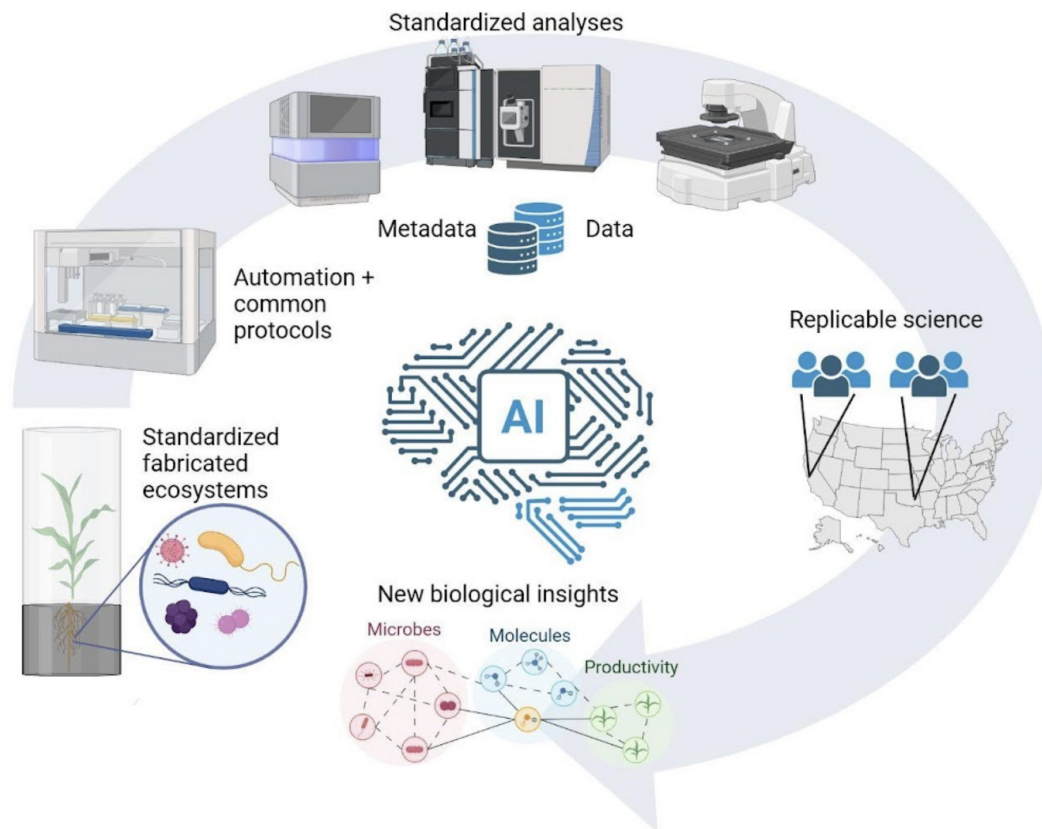 Standardized analyses
Metadata
Data
Automation +
common
protocols
Replicable science
AI
Standardized
fabricated
ecosystems
New biological insights
Microbes
Molecules
Productivity